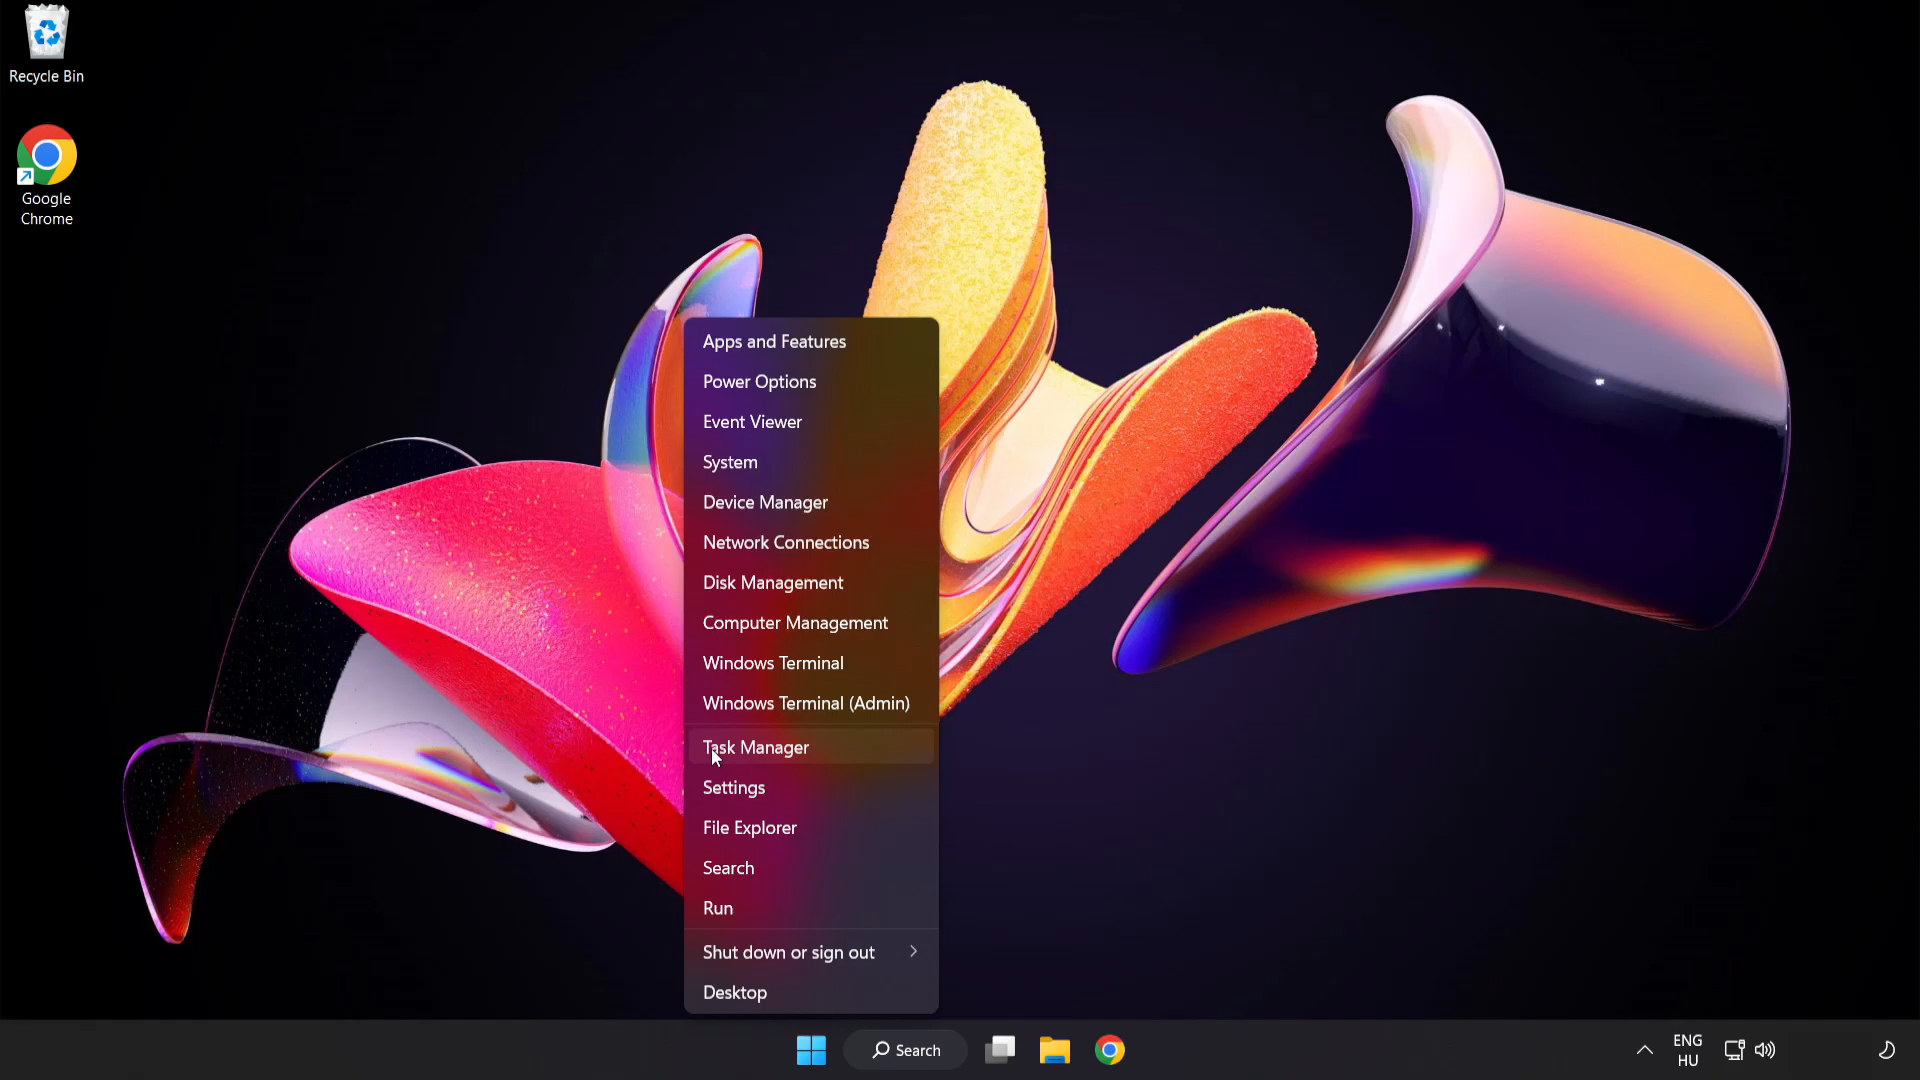 Recycle Bin
Google
Chrome
Apps and Features
Power Options
Event Viewer
System
Device Manager
Network Connections
Disk Management
Computer Management
Windows Terminal
Windows Terminal (Admin)
Task Manager
Settings
File Explorer
Search
Run
Shut down or sign out
Desktop
Search
ENG
HU